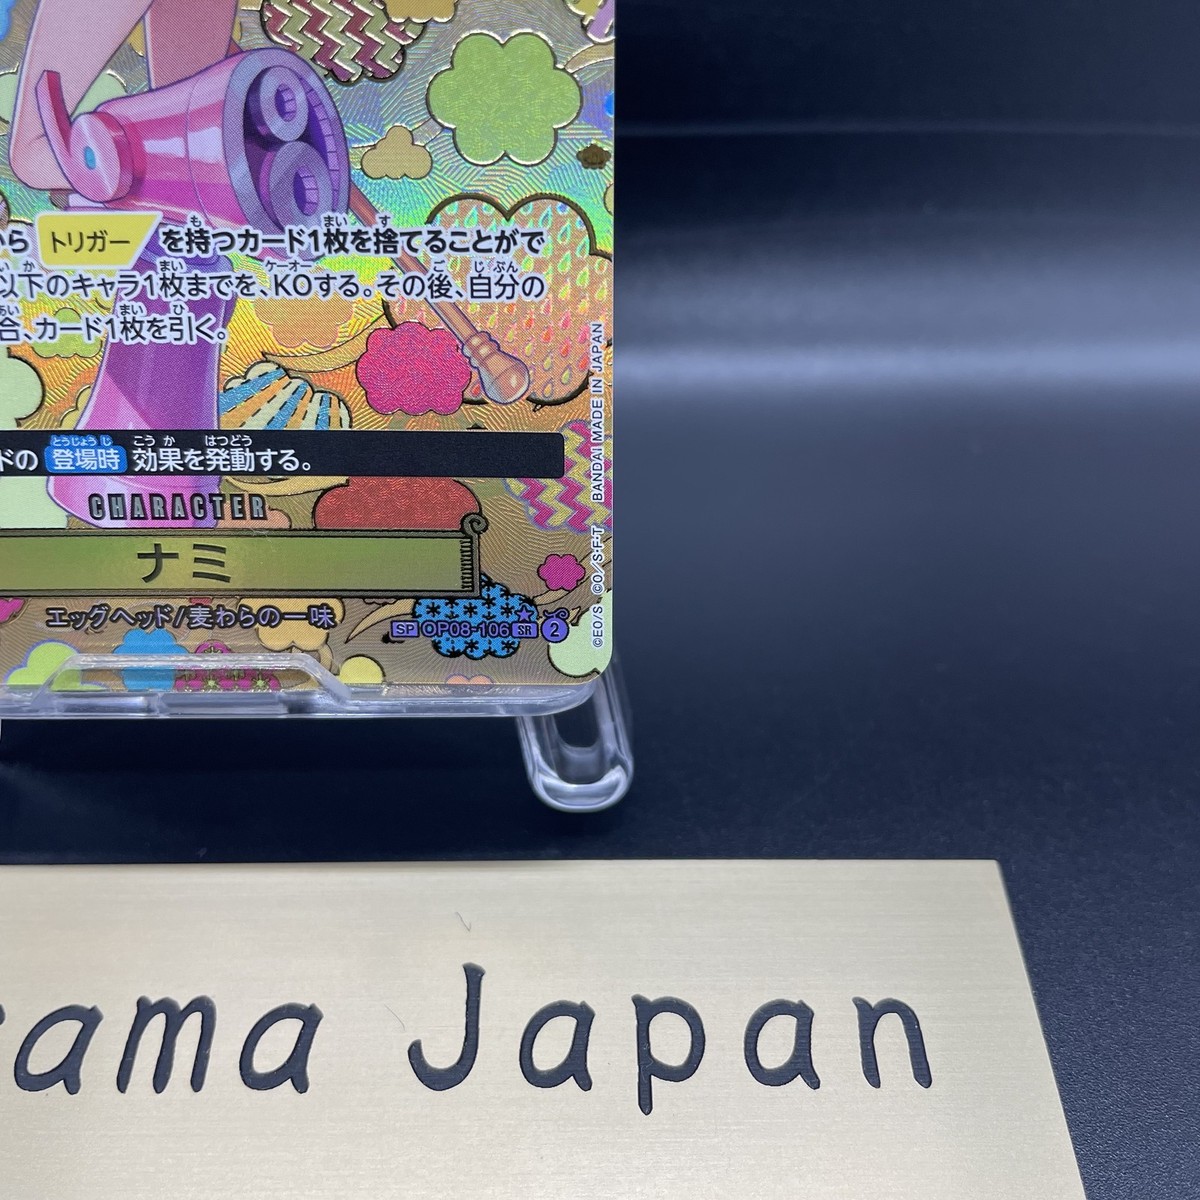 から トリガー を持つカード1枚を捨てることがで
以下のキャラ1枚までを、KOする。その後、自分の
合、カード1枚を引く。
ドの 登場時 効果を発動する。
CHARACTER
ナミ
エッグヘッド/麦わらの一味
SP OP08-106 SR 2
©E.O/S ©O/S・F・T BANDAI MADE IN JAPAN
ama Japan